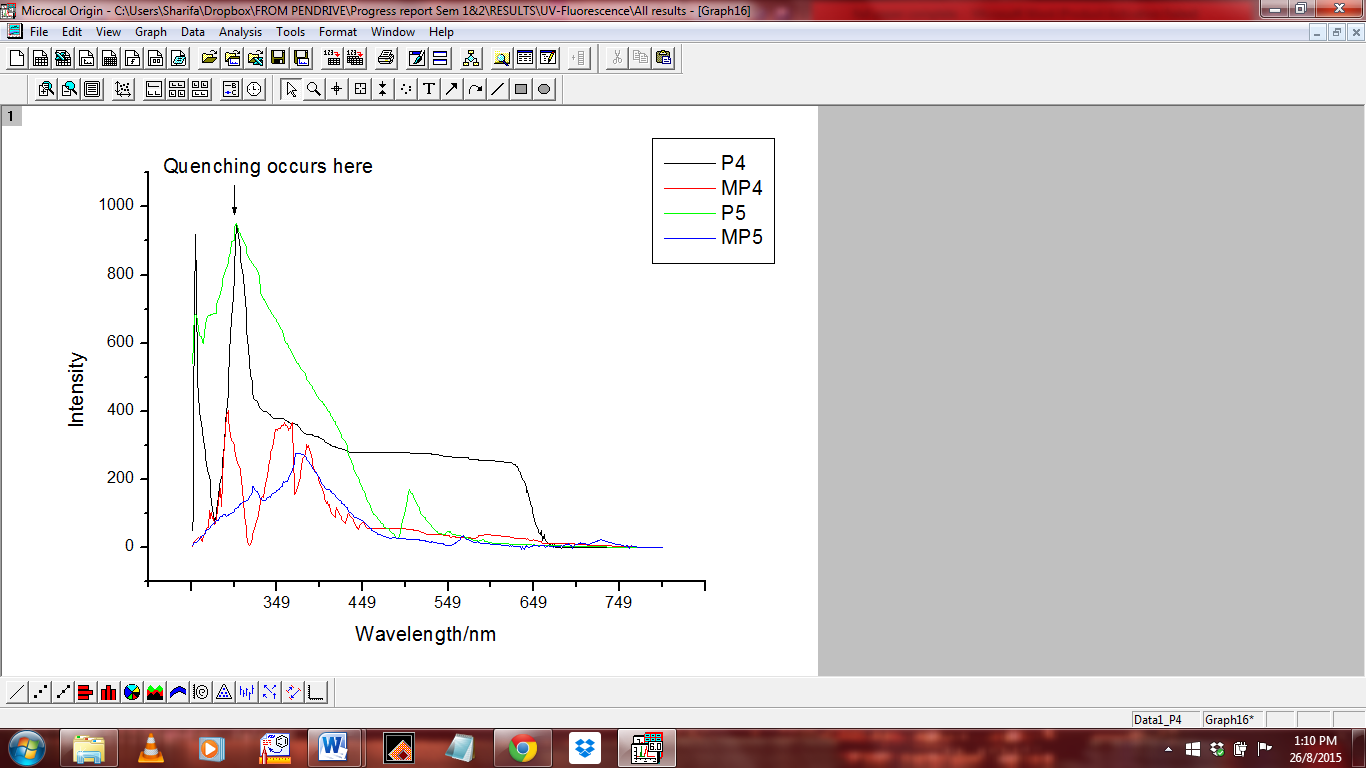 Microcal Origin - C:\Users\Sharifa\Dropbox\FROM PENDRIVE\Progress report Sem 1&2\RESULTS\UV-Fluorescence\All results - [Graph16]
File Edit View Graph Data Analysis Tools Format Window Help
1
Quenching occurs here
P4
MP4
P5
MP5
1000
800
600
400
200
0
Intensity
349 449 549 649 749
Wavelength/nm
Data1_P4 Graph16*
1:10 PM
26/8/2015